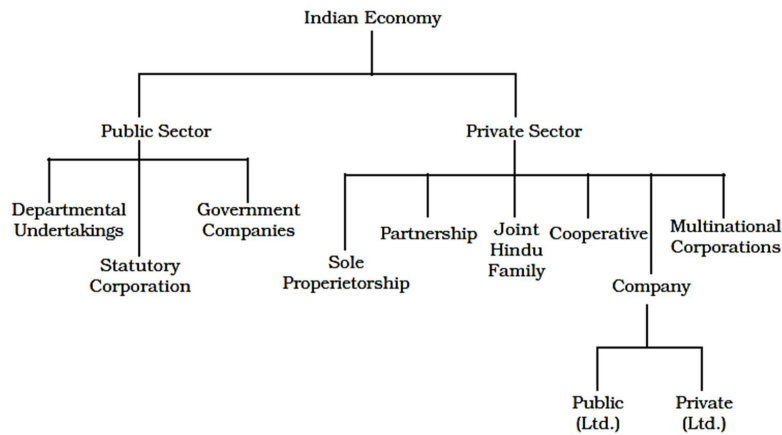 Indian Economy
Public Sector
Private Sector
Departmental
Undertakings
Statutory
Corporation
Government
Companies
Sole
Properietorship
Partnership
Joint
Hindu
Family
Cooperative
Company
Multinational
Corporations
Public
(Ltd.)
Private
(Ltd.)